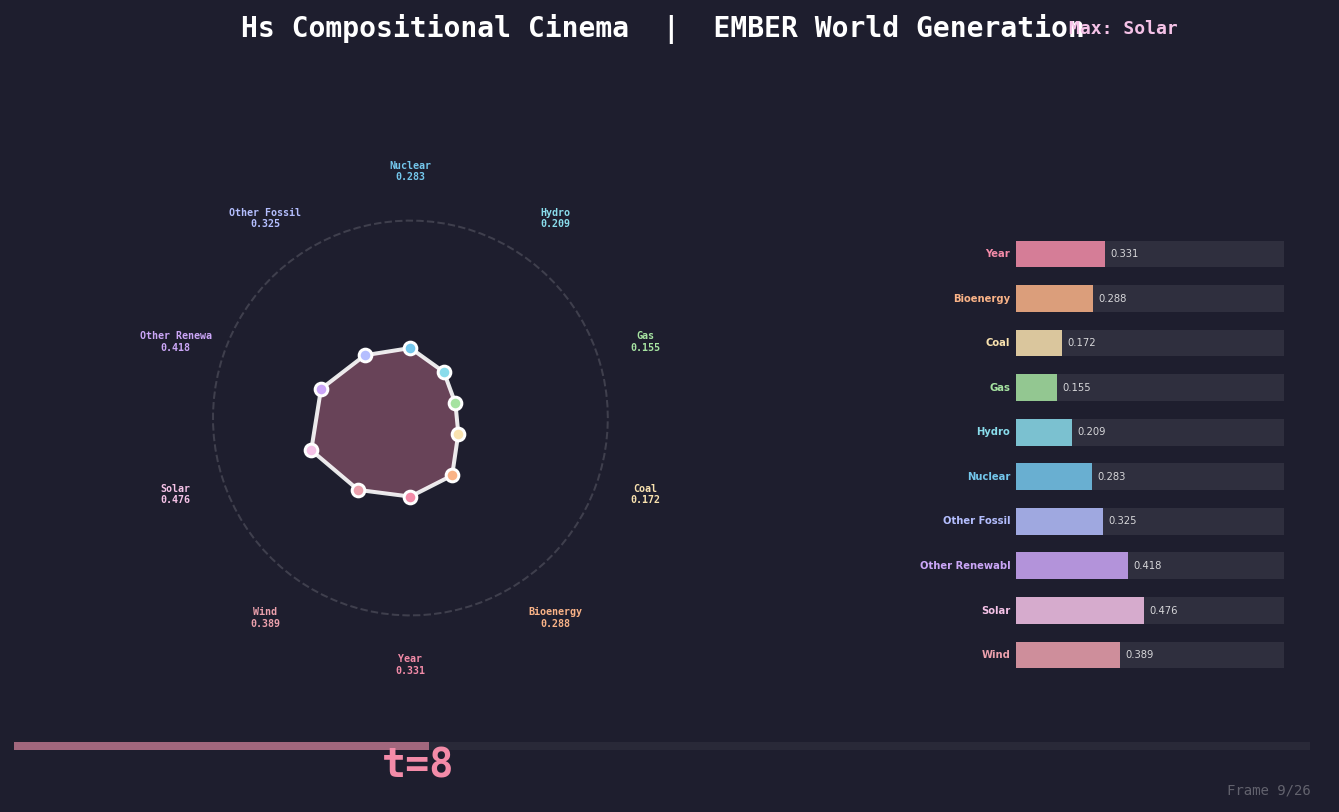 Hs Compositional Cinema | EMBER World Generation
Max: Solar
Nuclear
0.283
Other Fossil
0.325
Hydro
0.209
Other Renewa
0.418
Gas
0.155
Solar
0.476
Coal
0.172
Wind
0.389
Bioenergy
0.288
Year
0.331
Year 0.331
Bioenergy 0.288
Coal 0.172
Gas 0.155
Hydro 0.209
Nuclear 0.283
Other Fossil 0.325
Other Renewabl 0.418
Solar 0.476
Wind 0.389
t=8
Frame 9/26